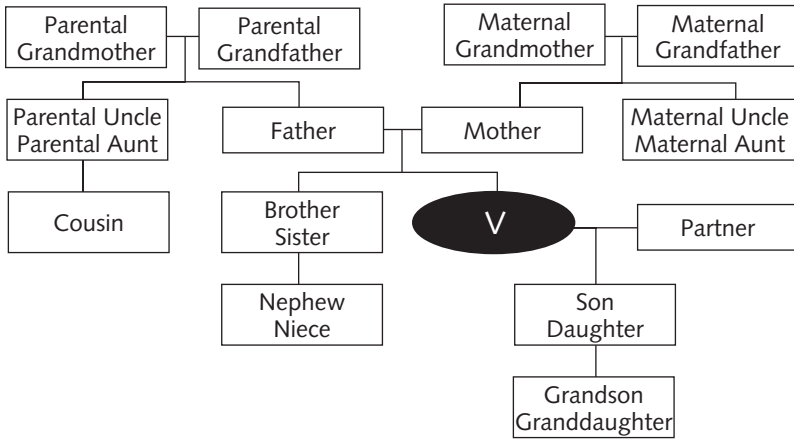 Parental
Grandmother
Parental
Grandfather
Maternal
Grandmother
Maternal
Grandfather
Parental Uncle
Parental Aunt
Father
Mother
Maternal Uncle
Maternal Aunt
Cousin
Brother
Sister
V
Partner
Nephew
Niece
Son
Daughter
Grandson
Granddaughter